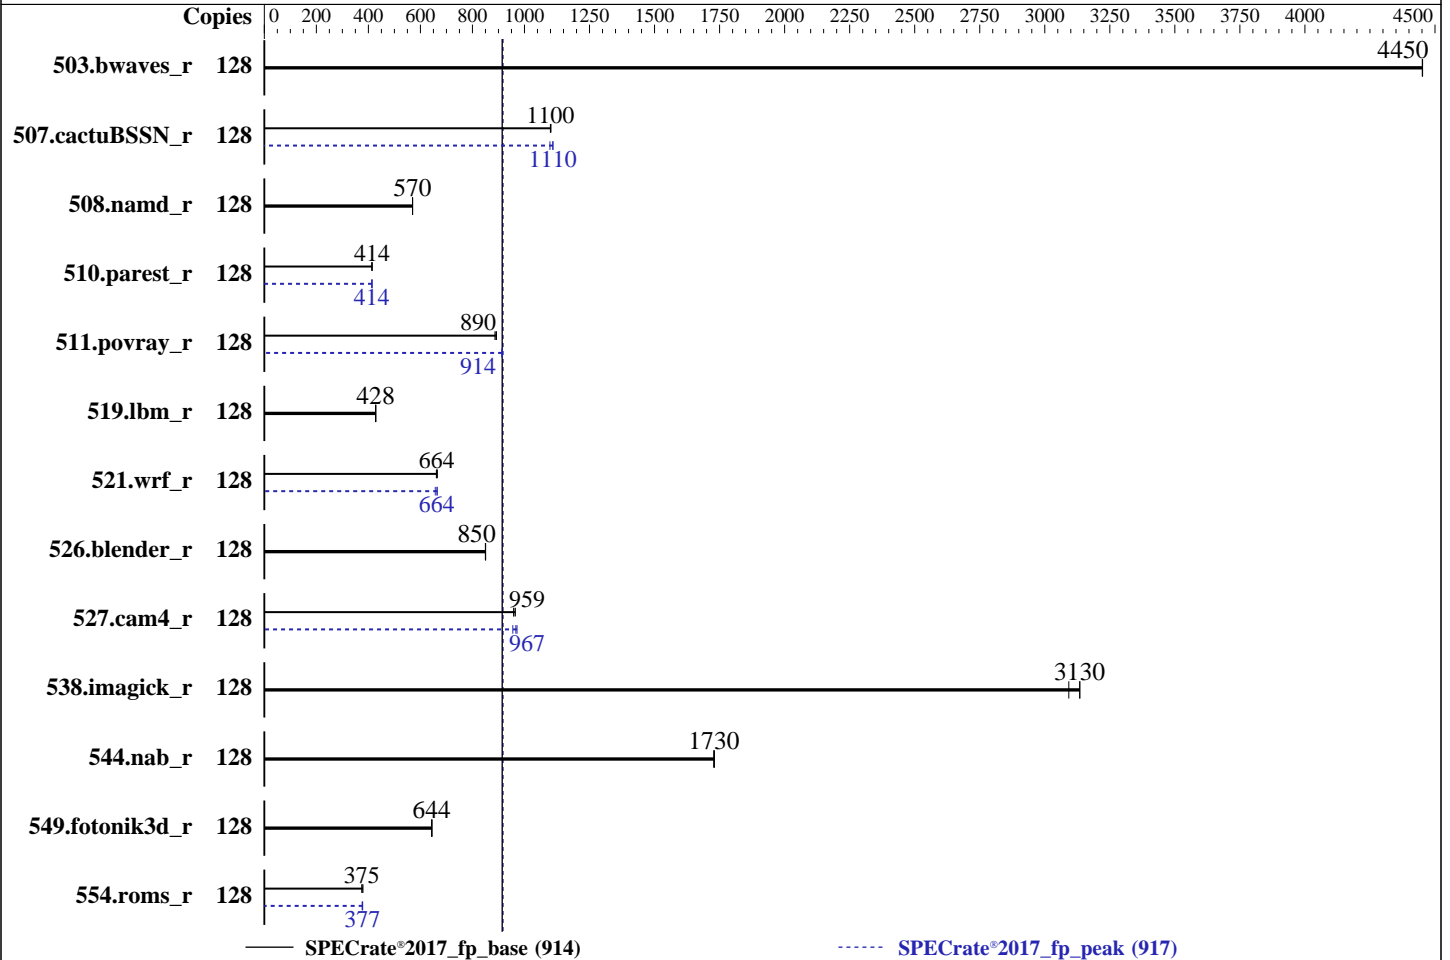 Copies 0 200 400 600 800 1000 1250 1500 1750 2000 2250 2500 2750 3000 3250 3500 3750 4000 4500
503.bwaves_r 128 4450
507.cactuBSSN_r 128 1100
1110
508.namd_r 128 570
510.parest_r 128 414
414
511.povray_r 128 890
914
519.lbm_r 128 428
521.wrf_r 128 664
664
526.blender_r 128 850
527.cam4_r 128 959
967
538.imagick_r 128 3130
544.nab_r 128 1730
549.fotonik3d_r 128 644
554.roms_r 128 375
377
SPECrate®2017_fp_base (914) SPECrate®2017_fp_peak (917)